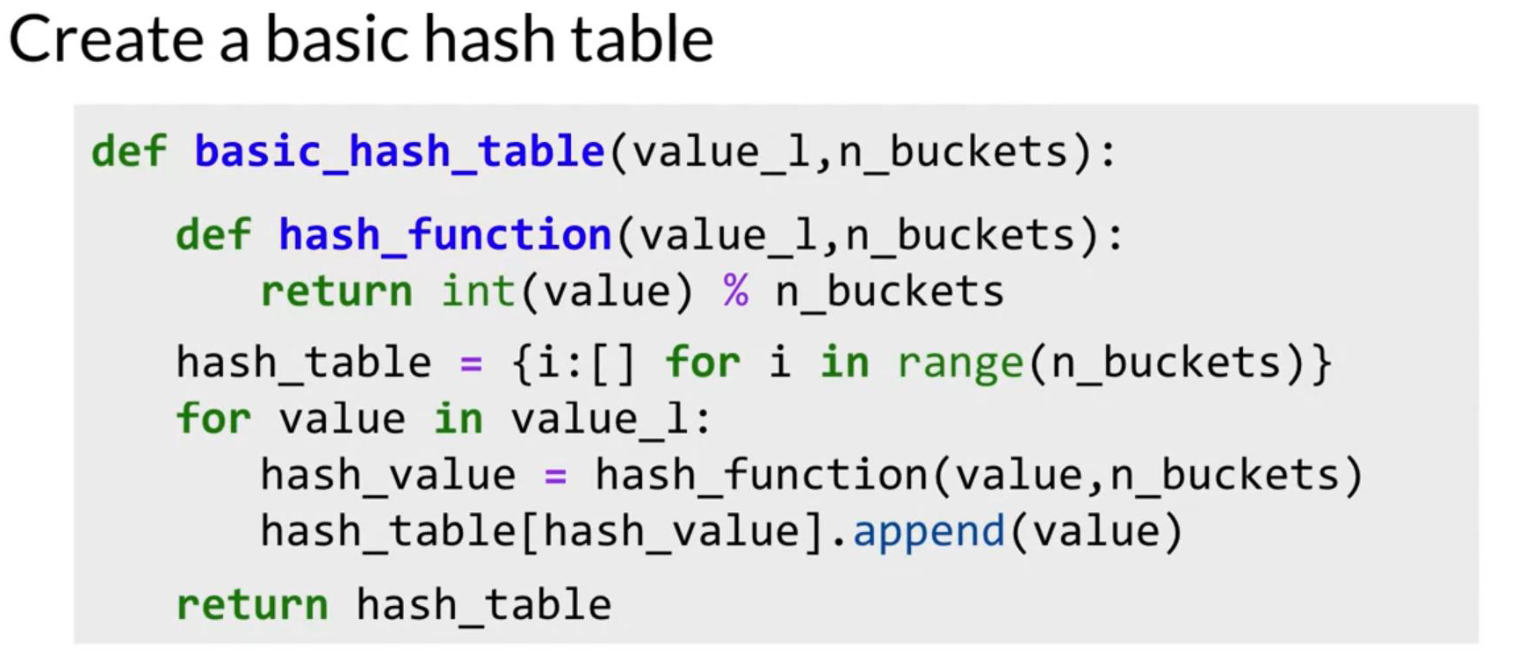 Create a basic hash table
def basic_hash_table(value_l,n_buckets):
def hash_function(value_l,n_buckets):
return int(value) % n_buckets
hash_table = {i:[] for i in range(n_buckets)}
for value in value_l:
hash_value = hash_function(value,n_buckets)
hash_table[hash_value].append(value)
return hash_table